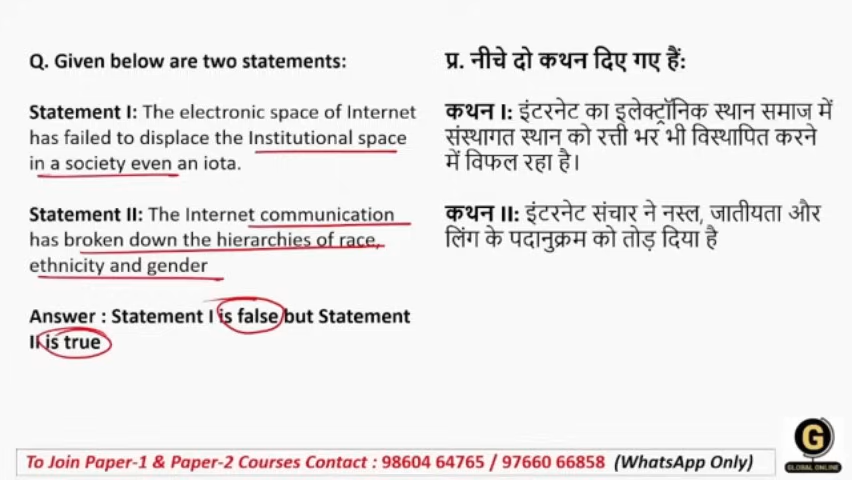 Q. Given below are two statements:
Statement I: The electronic space of Internet
has failed to displace the Institutional space
in a society even an iota.
Statement II: The Internet communication
has broken down the hierarchies of race,
ethnicity and gender
Answer : Statement I is false but Statement
II is true
प्र. नीचे दो कथन दिए गए हैं:
कथन I: इंटरनेट का इलेक्ट्रॉनिक स्थान समाज में
संस्थागत स्थान को रत्ती भर भी विस्थापित करने
में विफल रहा है।
कथन II: इंटरनेट संचार ने नस्ल, जातीयता और
लिंग के पदानुक्रम को तोड़ दिया है
G
GLOBAL ONLINE
To Join Paper-1 & Paper-2 Courses Contact : 98604 64765 / 97660 66858 (WhatsApp Only)